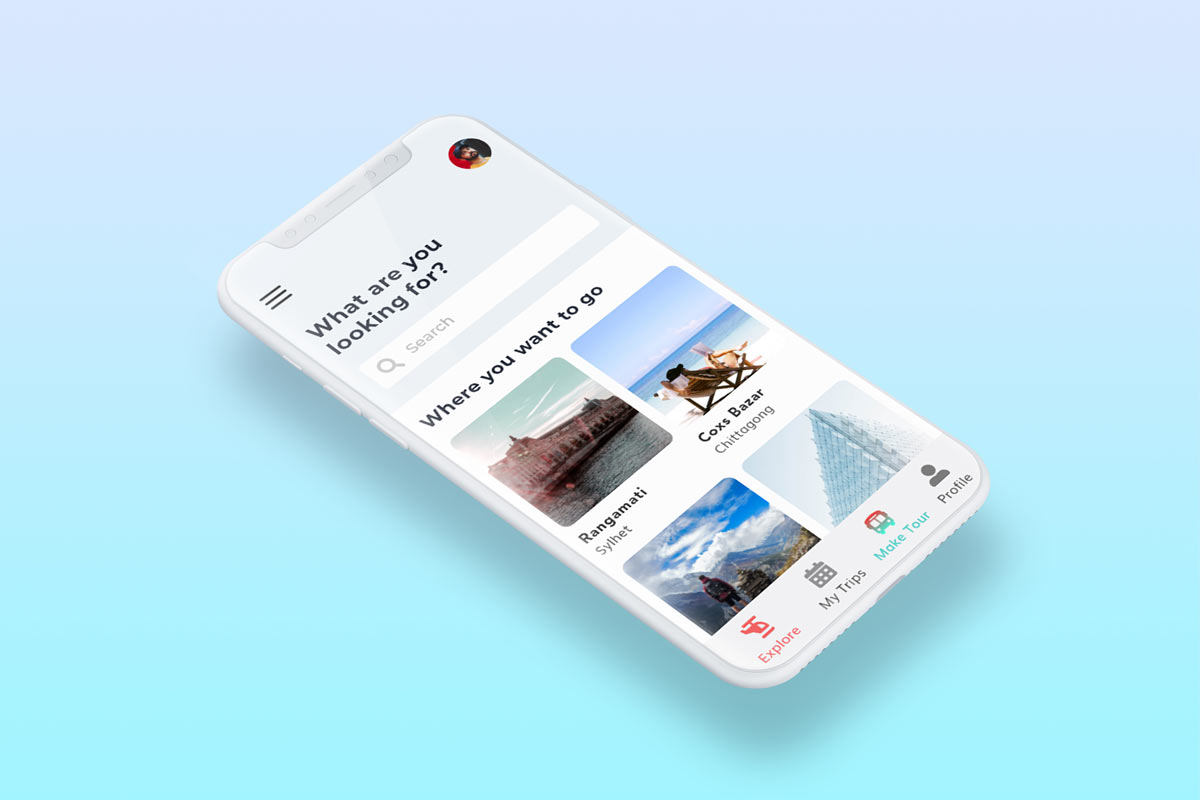 What are you
looking for?
Search
Where you want to go
Rangamati
Sylhet
Coxs Bazar
Chittagong
Explore
My Trips
Make Tour
Profile